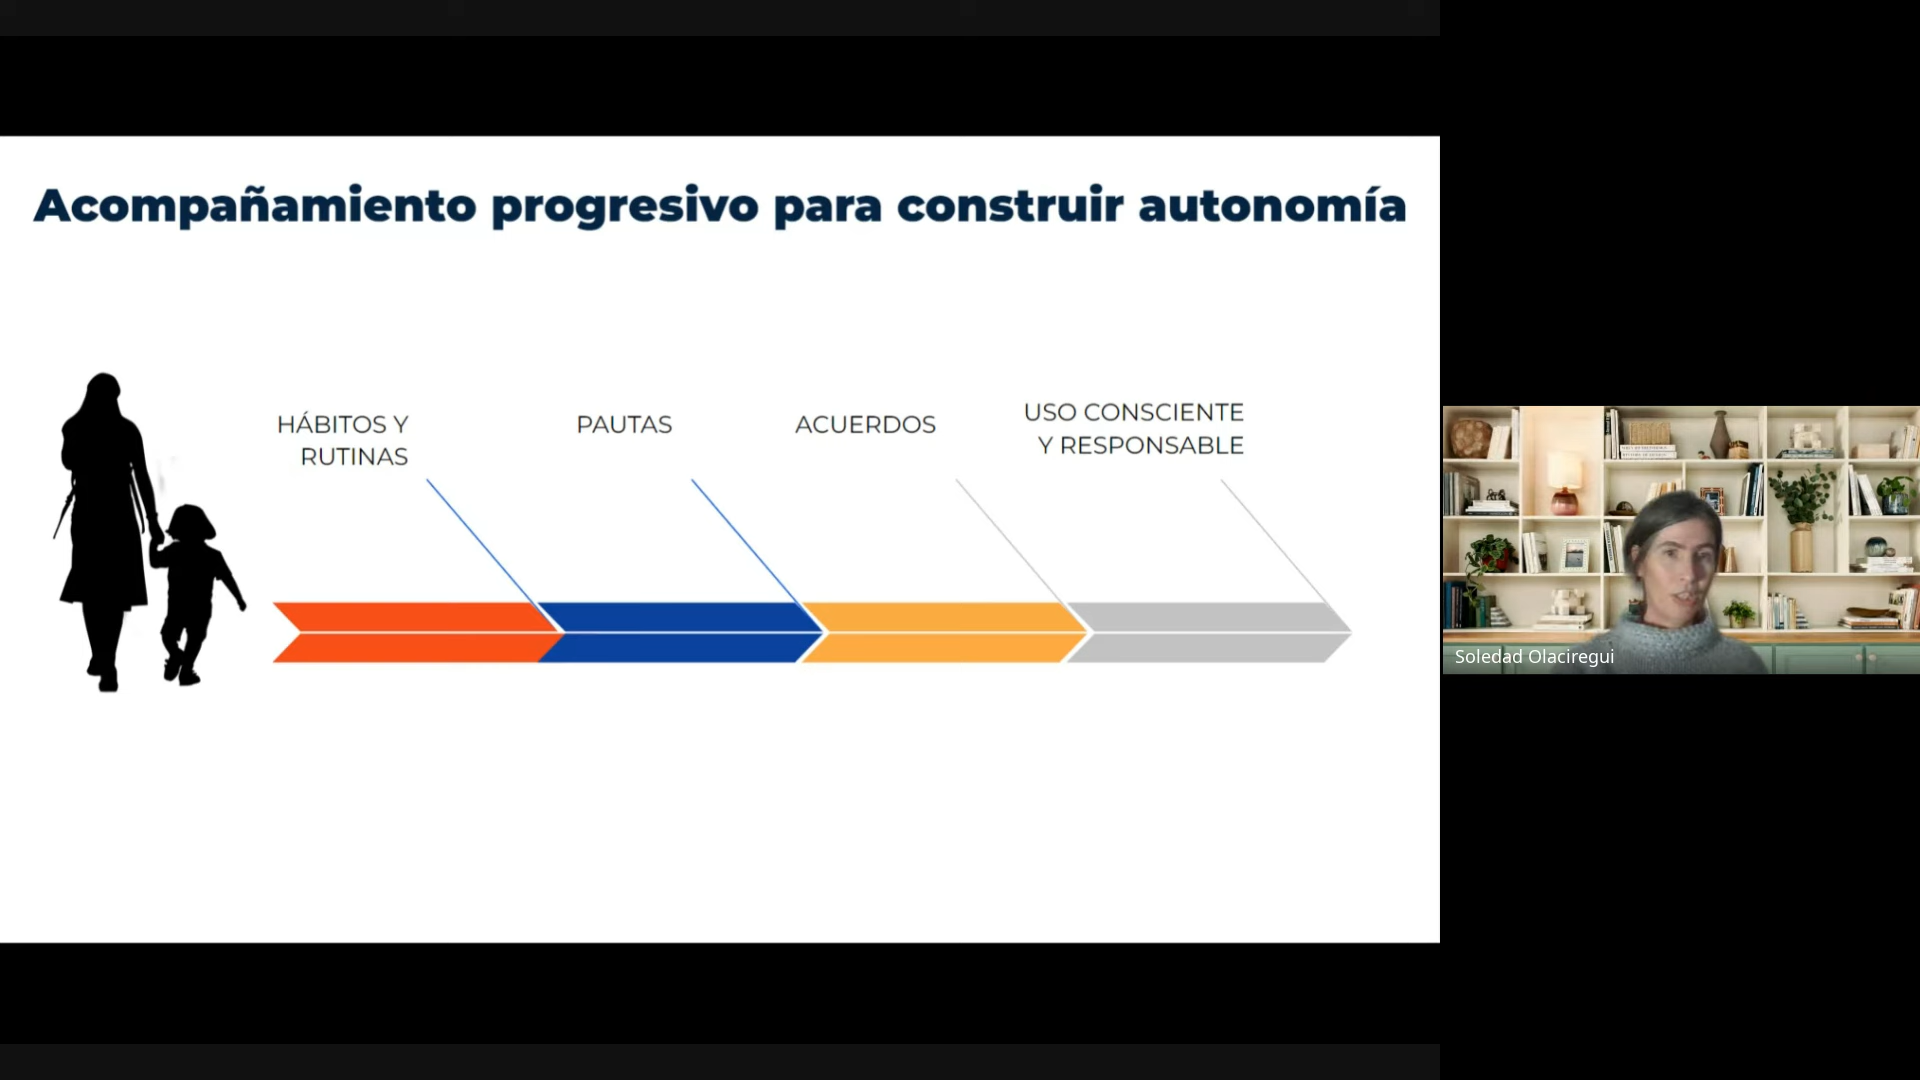 Acompañamiento progresivo para construir autonomía
HÁBITOS Y
RUTINAS
PAUTAS
ACUERDOS
USO CONSCIENTE
Y RESPONSABLE
Soledad Olaciregui